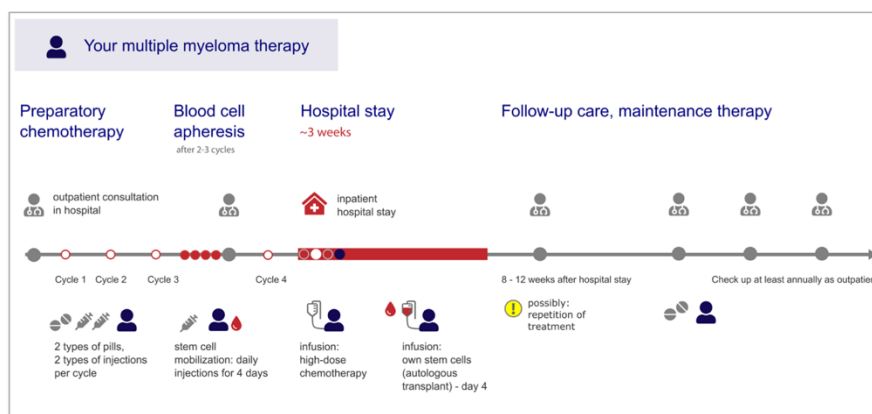 Your multiple myeloma therapy
Preparatory
chemotherapy
Blood cell
apheresis
after 2-3 cycles
Hospital stay
~3 weeks
Follow-up care, maintenance therapy
outpatient consultation
in hospital
inpatient
hospital stay
Cycle 1
Cycle 2
Cycle 3
Cycle 4
8 - 12 weeks after hospital stay
Check up at least annually as outpatien
2 types of pills,
2 types of injections
per cycle
stem cell
mobilization: daily
injections for 4 days
infusion:
high-dose
chemotherapy
infusion:
own stem cells
(autologous
transplant) - day 4
! possibly:
repetition of
treatment